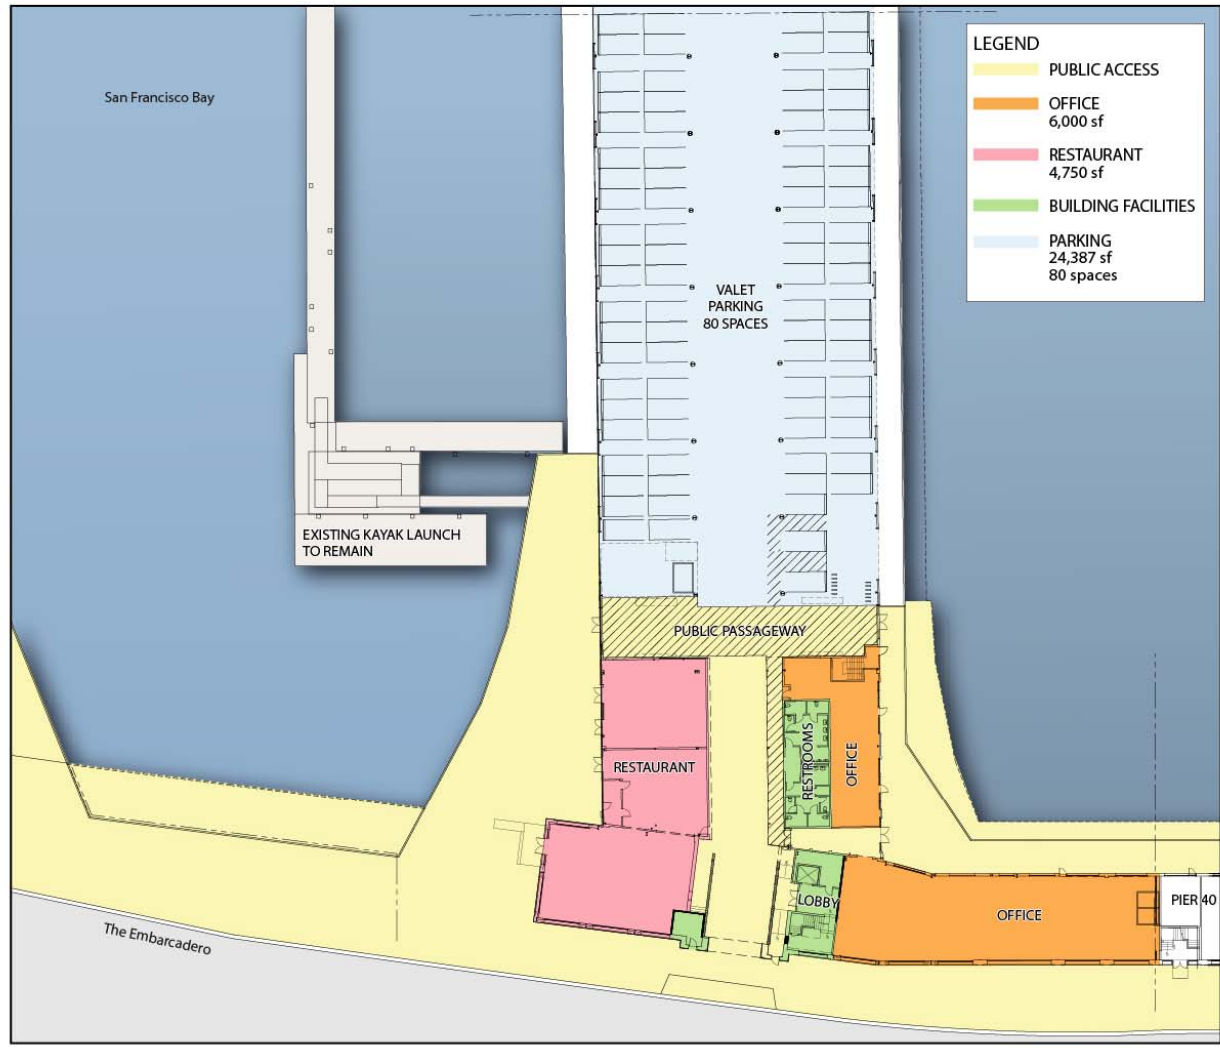 San Francisco Bay
LEGEND
PUBLIC ACCESS
OFFICE
6,000 sf
RESTAURANT
4,750 sf
BUILDING FACILITIES
PARKING
24,387 sf
80 spaces
VALET
PARKING
80 SPACES
EXISTING KAYAK LAUNCH
TO REMAIN
PUBLIC PASSAGEWAY
RESTAURANT
RESTROOMS
OFFICE
LOBBY
OFFICE
PIER 40
The Embarcadero